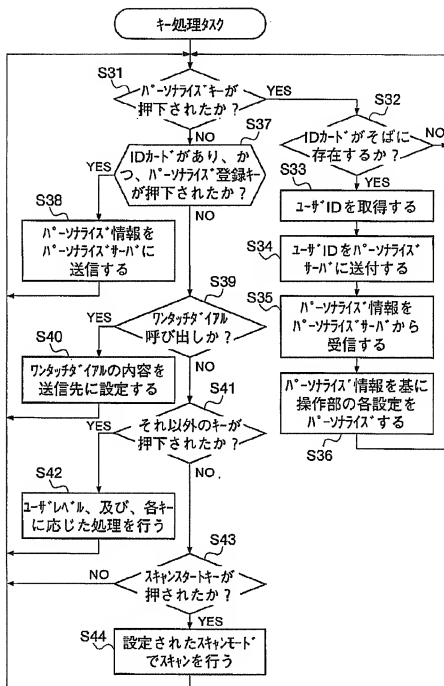 キー処理タスク
S31
パーソナライズキーが
押下されたか?
YES
NO
S32
IDカードがそばに
存在するか?
NO
YES
S33
ユーザIDを取得する
S34
ユーザIDをパーソナライズ
サーバに送付する
S35
パーソナライズ情報を
パーソナライズサーバから
受信する
パーソナライズ情報を基に
操作部の各設定を
パーソナライズする
S36
S37
IDカードがあり、か
つ、パーソナライズ登録キー
が押下されたか?
YES
NO
S38
パーソナライズ情報を
パーソナライズサーバに
送信する
S39
ワンタッチダイアル
呼び出しか?
YES
NO
S40
ワンタッチダイアルの内容を
送信先に設定する
S41
それ以外のキーが
押下されたか?
YES
NO.
S42
ユーザレベル、及び、各キー
に応じた処理を行う
S43
スキャンスタートキーが
押されたか?
NO
YES
S44
設定されたスキャンモード
でスキャンを行う